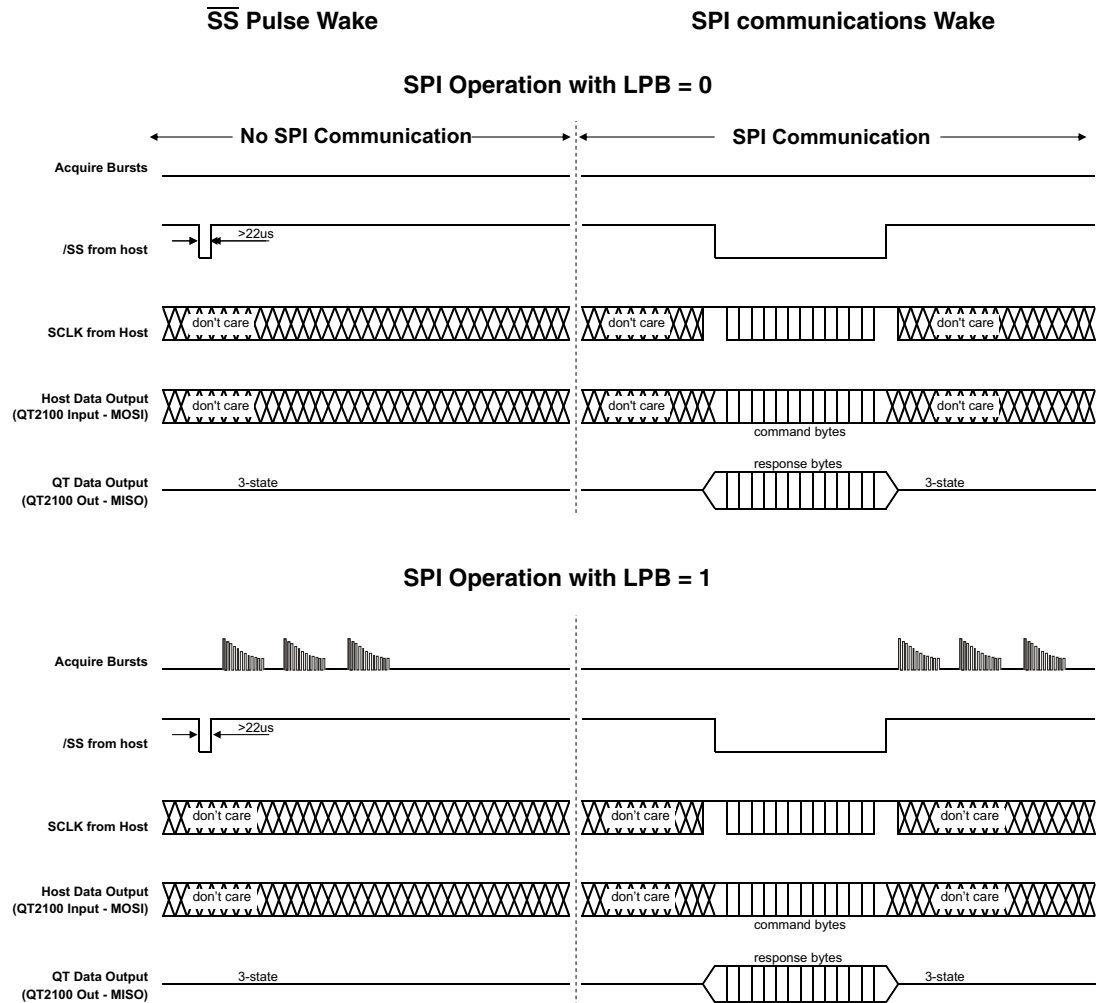 SS Pulse Wake
SPI communications Wake
SPI Operation with LPB = 0
No SPI Communication
SPI Communication
Acquire Bursts
/SS from host
>22us
SCLK from Host
don't care
don't care
don't care
Host Data Output
(QT2100 Input - MOSI)
don't care
don't care
don't care
command bytes
QT Data Output
(QT2100 Out - MISO)
3-state
response bytes
3-state
SPI Operation with LPB = 1
Acquire Bursts
/SS from host
>22us
SCLK from Host
don’t care
don’t care
don’t care
Host Data Output
(QT2100 Input - MOSI)
don’t care
don’t care
don’t care
command bytes
QT Data Output
(QT2100 Out - MISO)
3-state
response bytes
3-state